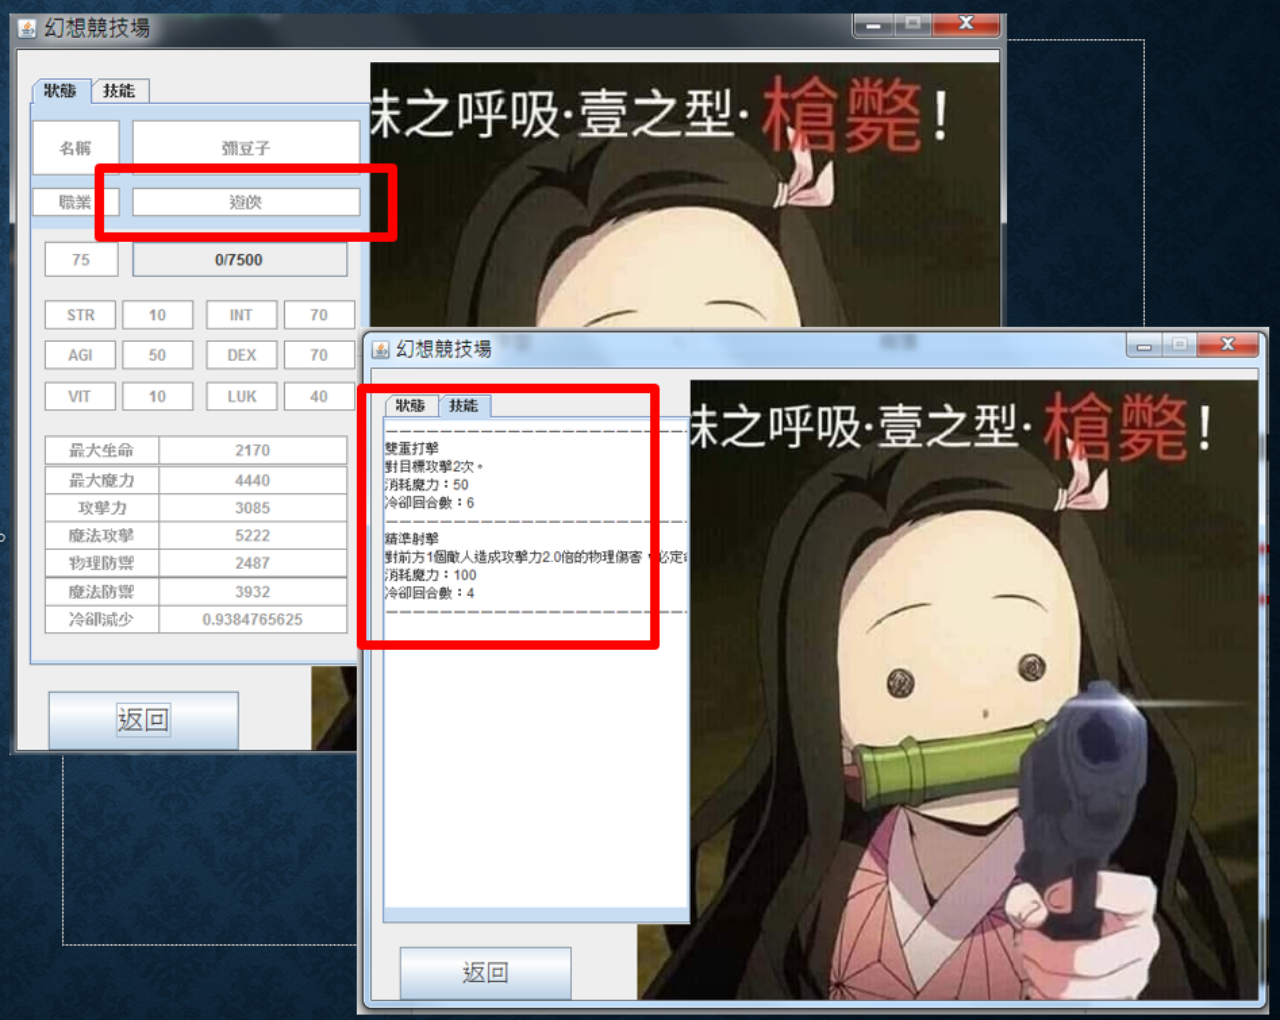 幻想競技場
狀態 技能
名稱 彌豆子
職業 遊俠
75 0/7500
STR 10 INT 70
AGI 50 DEX 70
VIT 10 LUK 40
最大生命 2170
最大魔力 4440
攻擊力 3085
魔法攻擊 5222
物理防禦 2487
魔法防禦 3932
冷卻減少 0.9384765625
返回
妹之呼吸·壹之型·槍斃!
幻想競技場
狀態 技能
雙重打擊
對目標攻擊2次。
消耗魔力：50
冷卻回合數：6
精準射擊
對前方1個敵人造成攻擊力2.0倍的物理傷害，必定
消耗魔力：100
冷卻回合數：4
返回
妹之呼吸·壹之型·槍斃!